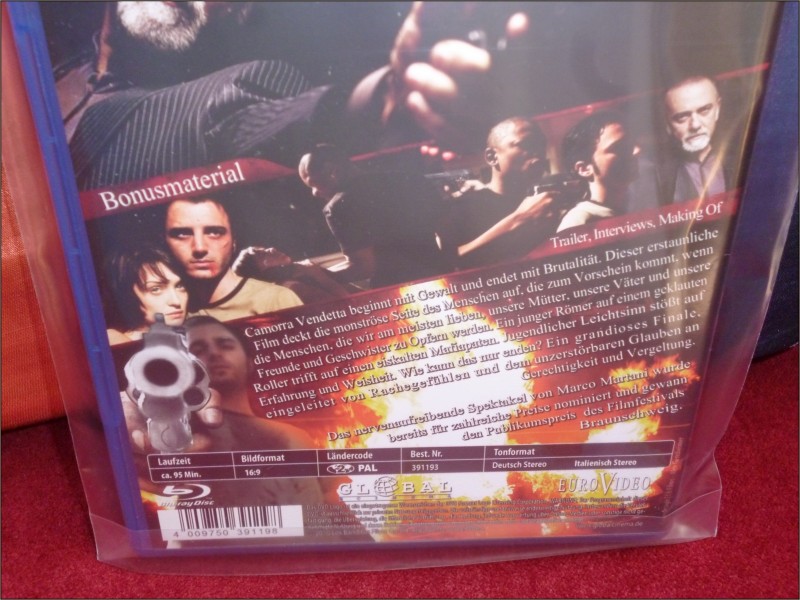 Bonusmaterial
Trailer, Interviews, Making Of
Camorra Vendetta beginnt mit Gewalt und endet mit Brutalität. Dieser erstaunliche
Film deckt die monströse Seite des Menschen auf, die zum Vorschein kommt, wenn
die Menschen, die wir am meisten lieben, unsere Mütter, unsere Väter und unsere
Freunde und Geschwister zu Opfern werden. Ein junger Römer auf einem geklauten
Roller trifft auf einen eiskalten Mafiapaten. Jugendlicher Leichtsinn stößt auf
Erfahrung und Weisheit. Wie kann das nur enden? Ein grandioses Finale,
eingeleitet von Rachegefühlen und dem unzerstörbaren Glauben an
Gerechtigkeit und Vergeltung.
Das nervenaufreibende Spektakel von Marco Martani wurde
bereits für zahlreiche Preise nominiert und gewann
den Publikumspreis des Filmfestivals
Braunschweig.
Laufzeit Bildformat Ländercode Best. Nr. Tonformat
ca. 95 Min. 16:9 2 PAL 391193 Deutsch Stereo Italienisch Stereo
Blu-ray Disc GLOBAL EUROVIDEO
4 009750 391198